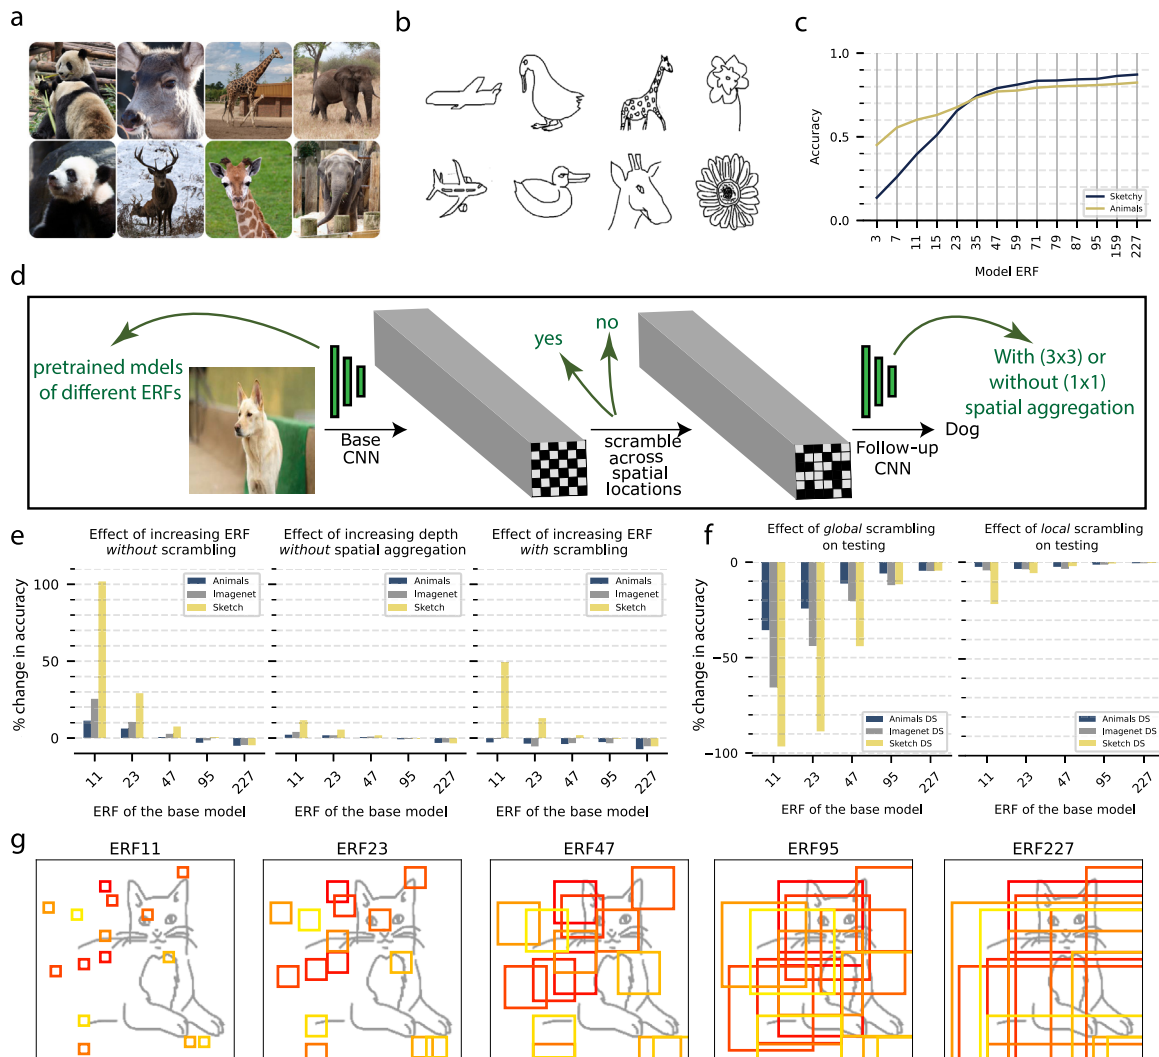 a
b
c
1.0
0.5
0.0
Accuracy
Sketchy
Animals
3 7 11 15 23 35 47 59 71 79 87 95 159 227
Model ERF
d
pretrained mdels
of different ERFs
Base
CNN
yes
no
scramble
across
spatial
locations
Follow-up
CNN
Dog
With (3x3) or
without (1x1)
spatial aggregation
e
Effect of increasing ERF
without scrambling
Effect of increasing depth
without spatial aggregation
Effect of increasing ERF
with scrambling
% change in accuracy
100
50
0
Animals
Imagenet
Sketch
Animals
Imagenet
Sketch
Animals
Imagenet
Sketch
11 23 47 95 227
11 23 47 95 227
11 23 47 95 227
ERF of the base model
ERF of the base model
ERF of the base model
f
Effect of global scrambling
on testing
Effect of local scrambling
on testing
% change in accuracy
0
−50
−100
Animals DS
Imagenet DS
Sketch DS
Animals DS
Imagenet DS
Sketch DS
11 23 47 95 227
11 23 47 95 227
ERF of the base model
ERF of the base model
g
ERF11
ERF23
ERF47
ERF95
ERF227